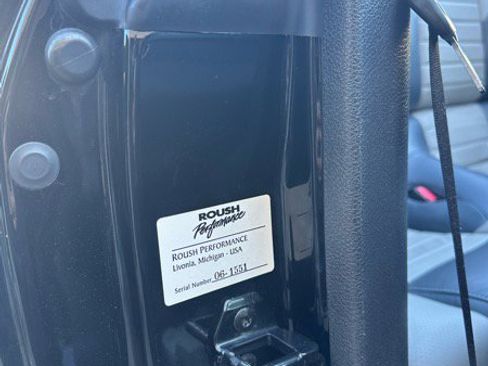 ROUSH
Performance
ROUSH PERFORMANCE
Livonia, Michigan - USA
Serial Number 06-1551